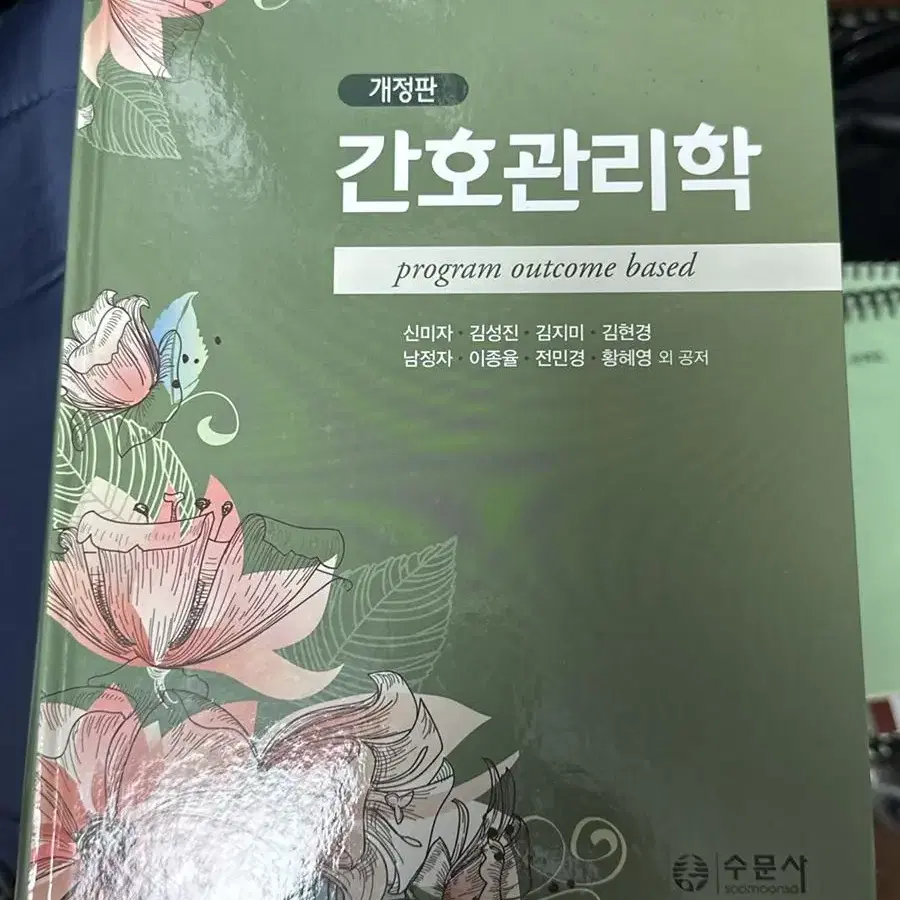 개정판
간호관리학
program outcome based
신미자 · 김성진 · 김지미 · 김현경
남정자 · 이종율 · 전민경 · 황혜영 외 공저
수문사
soomoonsa